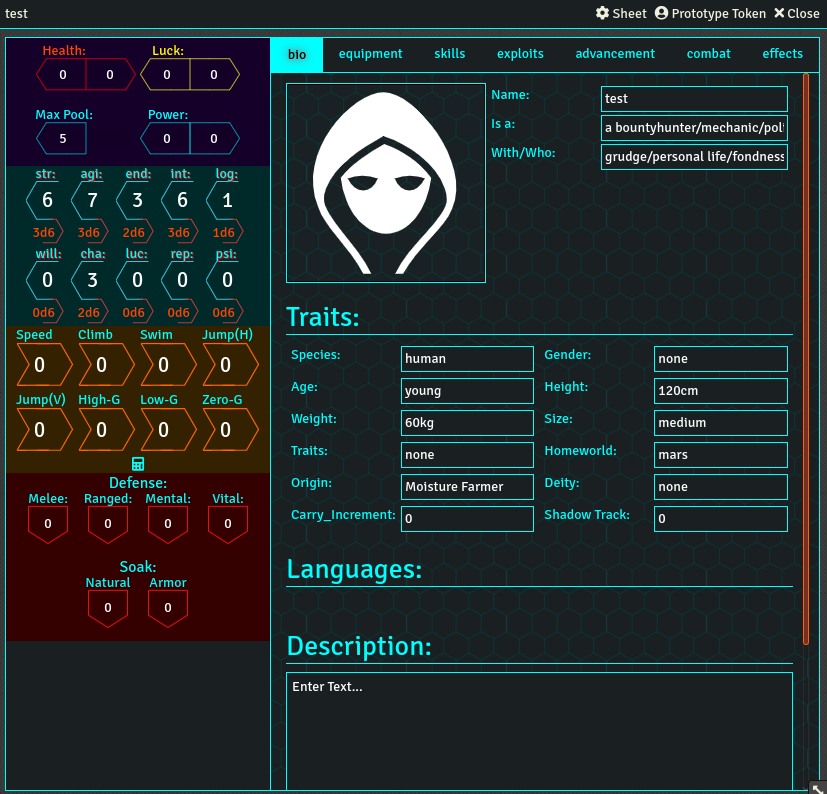 test
Sheet Prototype Token Close
Health: Luck:
0 0 0 0
Max Pool: Power:
5 0 0
str: agi: end: int: log:
6 7 3 6 1
3d6 3d6 2d6 3d6 1d6
will: cha: luc: rep: psi:
0 3 0 0 0
0d6 2d6 0d6 0d6 0d6
Speed Climb Swim Jump(H)
0 0 0 0
Jump(V) High-G Low-G Zero-G
0 0 0 0
Defense:
Melee: Ranged: Mental: Vital:
0 0 0 0
Soak:
Natural Armor
0 0
bio equipment skills exploits advancement combat effects
Name: test
Is a: a bountyhunter/mechanic/pol
With/Who: grudge/personal life/fondness
Traits:
Species: human Gender: none
Age: young Height: 120cm
Weight: 60kg Size: medium
Traits: none Homeworld: mars
Origin: Moisture Farmer Deity: none
Carry_Increment: 0 Shadow Track: 0
Languages:
Description:
Enter Text...